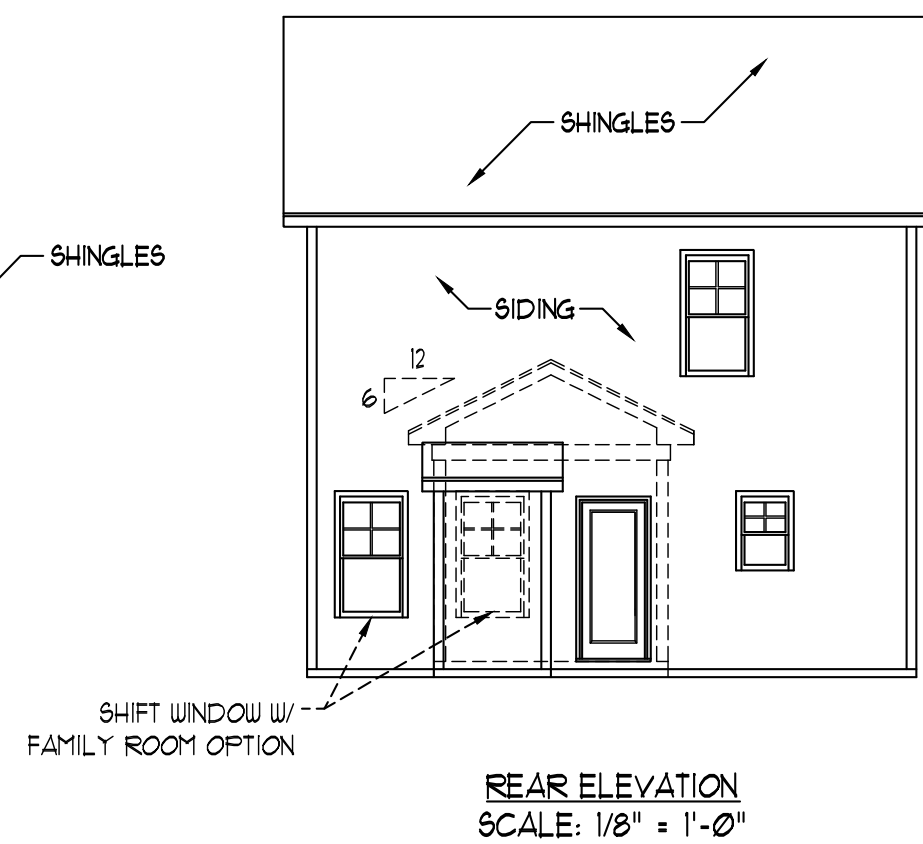 SHINGLES
SHINGLES
SIDING
12
6
SHIFT WINDOW W/
FAMILY ROOM OPTION
REAR ELEVATION
SCALE: 1/8" = 1'-0"